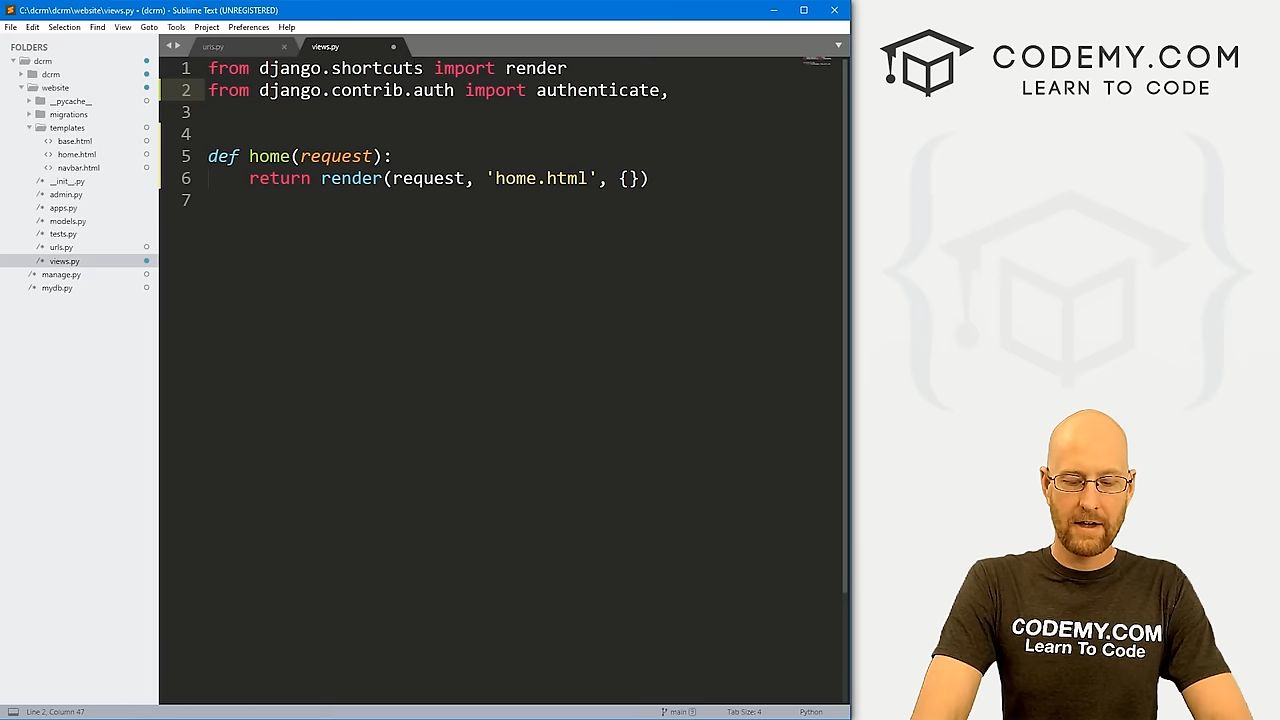 C:\dcrm\dcrm\website\views.py • (dcrm) - Sublime Text (UNREGISTERED)
File Edit Selection Find View Goto Tools Project Preferences Help
FOLDERS
dcrm
dcrm
website
__pycache__
migrations
templates
base.html
home.html
navbar.html
__init__.py
admin.py
apps.py
models.py
tests.py
urls.py
views.py
manage.py
mydb.py
urls.py
views.py
1 from django.shortcuts import render
2 from django.contrib.auth import authenticate,
3
4
5 def home(request):
6     return render(request, 'home.html', {})
7
Line 2, Column 47
main 5
Tab Size: 4
Python
CODEMY.COM
LEARN TO CODE
CODEMY.COM
Learn To Code